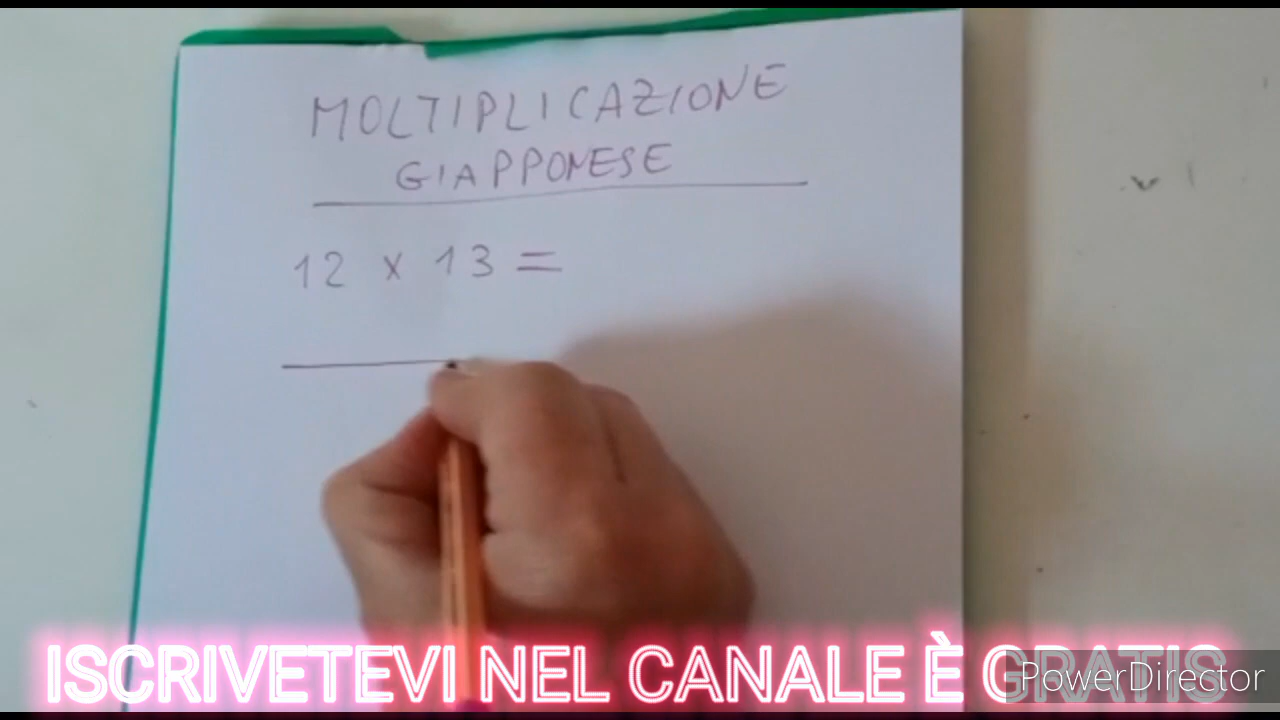 MOLTIPLICAZIONE
GIAPPONESE
12 x 13 =
ISCRIVETEVI NEL CANALE È GRATIS
PowerDirector